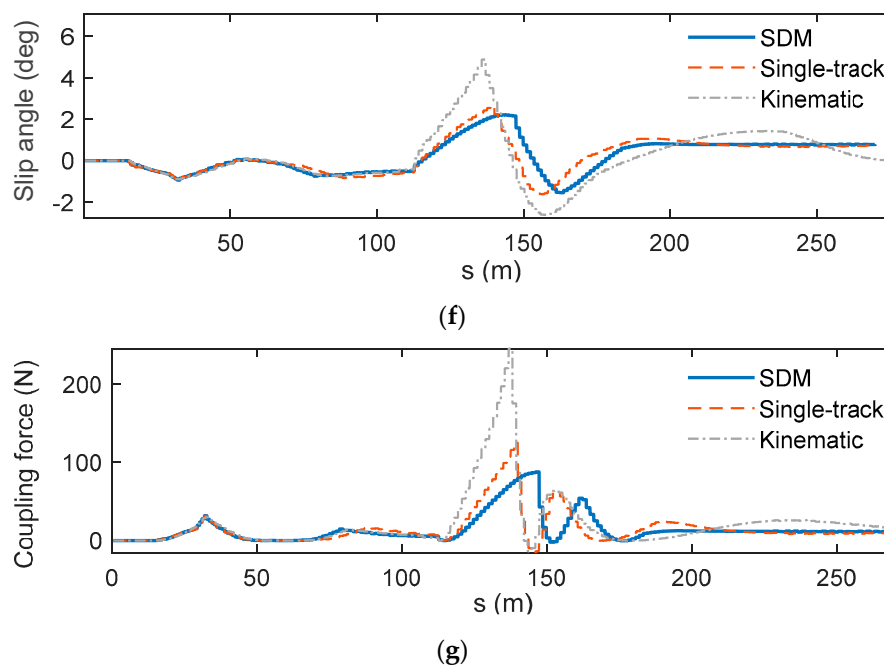 6
4
2
0
-2
Slip angle (deg)
SDM
Single-track
Kinematic
50
100
150
200
250
s (m)
(f)
200
100
0
Coupling force (N)
SDM
Single-track
Kinematic
0
50
100
150
200
250
s (m)
(g)